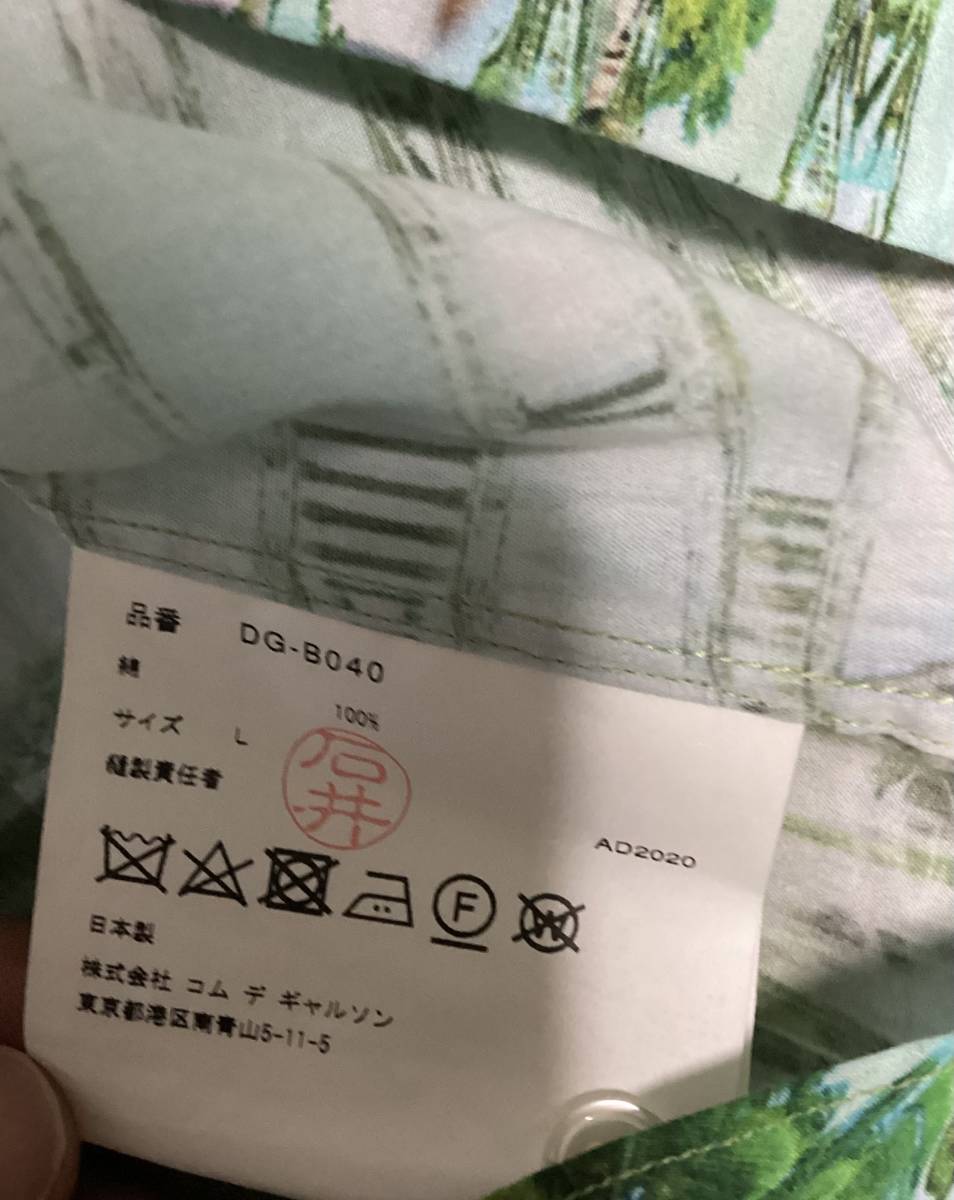 品番 DG-B040
綿 100%
サイズ L
縫製責任者 石井
AD2020
F W
日本製
株式会社 コム デ ギャルソン
東京都港区南青山5-11-5